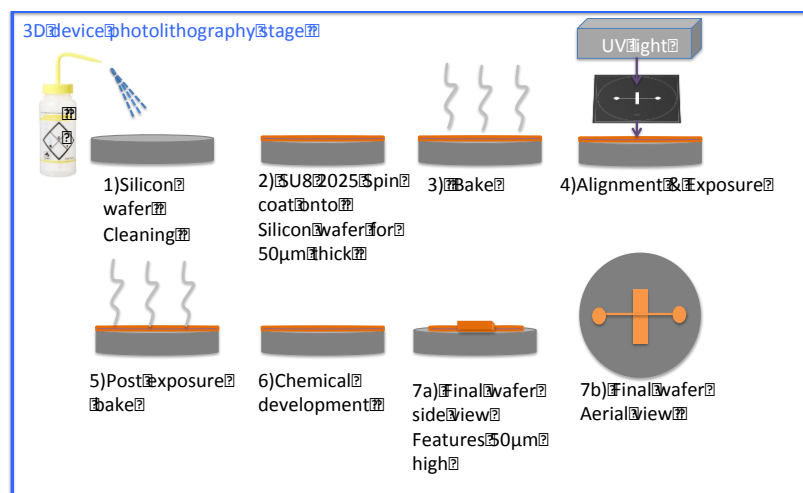 3D device photolithography stage
UV light
1)Silicon
wafer
Cleaning
2) SU8 2025 Spin
coat onto
Silicon wafer for
50µm thick
3) Bake
4)Alignment & Exposure
5)Post exposure
bake
6)Chemical
development
7a) Final wafer
side view
Features 50µm
high
7b) Final wafer
Aerial view